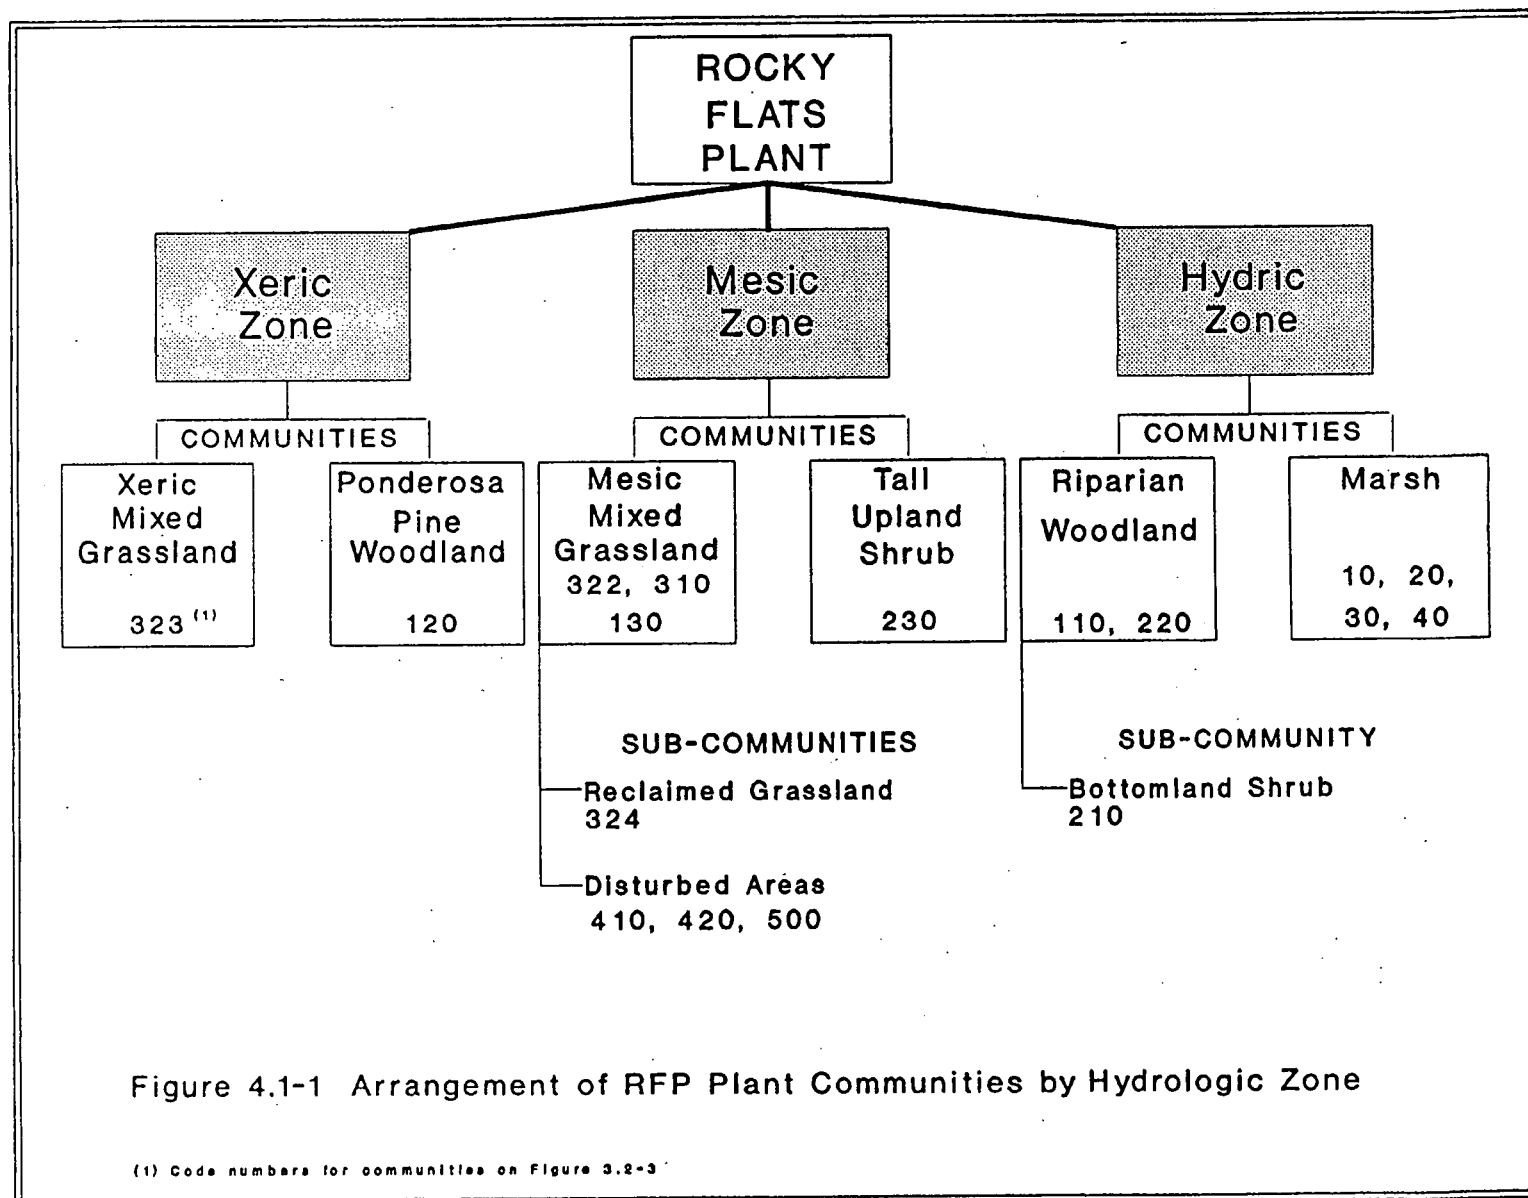 ROCKY
FLATS
PLANT
Xeric
Zone
Mesic
Zone
Hydric
Zone
COMMUNITIES
COMMUNITIES
COMMUNITIES
Xeric
Mixed
Grassland
323 (1)
Ponderosa
Pine
Woodland
120
Mesic
Mixed
Grassland
322, 310
130
Tall
Upland
Shrub
230
Riparian
Woodland
110, 220
Marsh
10, 20,
30, 40
SUB-COMMUNITIES
Reclaimed Grassland
324
Disturbed Areas
410, 420, 500
SUB-COMMUNITY
Bottomland Shrub
210
Figure 4.1-1 Arrangement of RFP Plant Communities by Hydrologic Zone
(1) Code numbers for communities on Figure 3.2-3